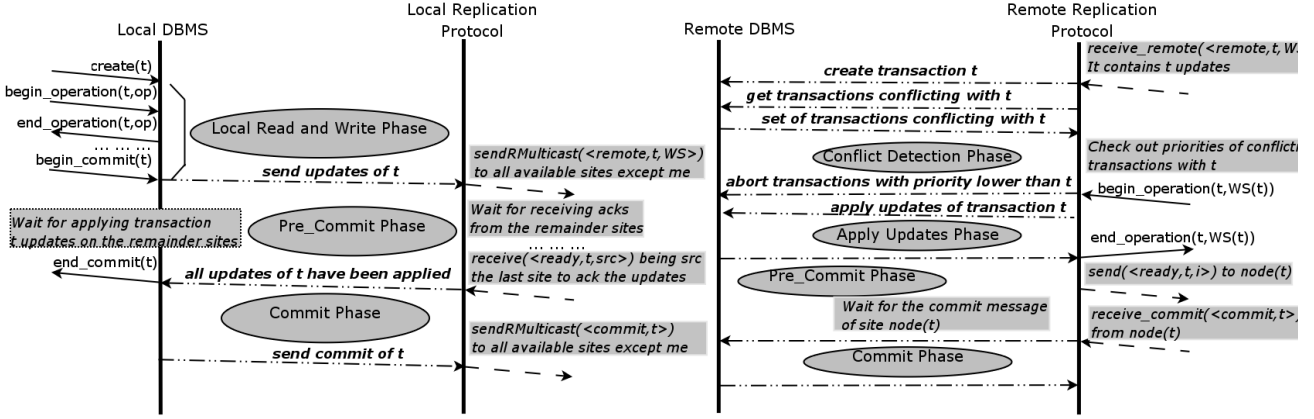 Local DBMS
Local Replication
Protocol
create(t)
begin_operation(t,op)
end_operation(t,op)
... ... ...
begin_commit(t)
Local Read and Write Phase
send updates of t
sendRMulticast(<remote,t,WS>)
to all available sites except me
Wait for applying transaction
t updates on the remainder sites
Pre_Commit Phase
Wait for receiving acks
from the remainder sites
... ... ...
end_commit(t)
all updates of t have been applied
receive(<ready,t,src>) being src
the last site to ack the updates
Commit Phase
sendRMulticast(<commit,t>)
to all available sites except me
send commit of t
Remote DBMS
Remote Replication
Protocol
receive_remote(<remote,t,WS
It contains t updates
create transaction t
get transactions conflicting with t
set of transactions conflicting with t
Conflict Detection Phase
Check out priorities of conflicti
transactions with t
abort transactions with priority lower than t
begin_operation(t,WS(t))
apply updates of transaction t
Apply Updates Phase
end_operation(t,WS(t))
Pre_Commit Phase
send(<ready,t,i>) to node(t)
Wait for the commit message
of site node(t)
receive_commit(<commit,t>)
from node(t)
Commit Phase